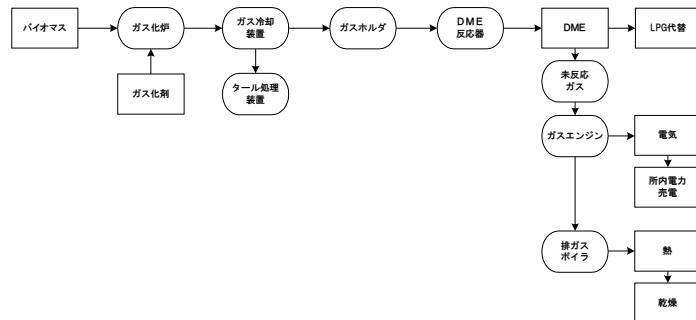 バイオマス
ガス化炉
ガス冷却
装置
ガスホルダ
DME
反応器
DME
LPG代替
ガス化剤
タール処理
装置
未反応
ガス
ガスエンジン
電気
所内電力
売電
排ガス
ボイラ
熱
乾燥